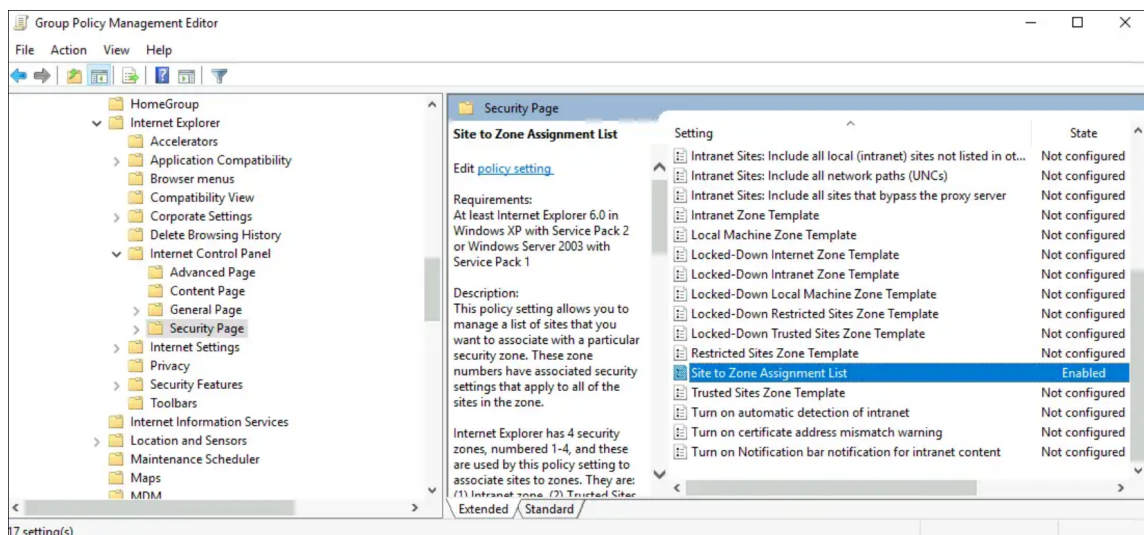 Group Policy Management Editor
File Action View Help
HomeGroup
Internet Explorer
Accelerators
Application Compatibility
Browser menus
Compatibility View
Corporate Settings
Delete Browsing History
Internet Control Panel
Advanced Page
Content Page
General Page
Security Page
Internet Settings
Privacy
Security Features
Toolbars
Internet Information Services
Location and Sensors
Maintenance Scheduler
Maps
MDM
Security Page
Site to Zone Assignment List
Edit policy setting
Requirements:
At least Internet Explorer 6.0 in
Windows XP with Service Pack 2
or Windows Server 2003 with
Service Pack 1
Description:
This policy setting allows you to
manage a list of sites that you
want to associate with a particular
security zone. These zone
numbers have associated security
settings that apply to all of the
sites in the zone.
Internet Explorer has 4 security
zones, numbered 1-4, and these
are used by this policy setting to
associate sites to zones. They are:
(1) Intranet zone, (2) Trusted Sites
Setting State
Intranet Sites: Include all local (intranet) sites not listed in ot... Not configured
Intranet Sites: Include all network paths (UNCs) Not configured
Intranet Sites: Include all sites that bypass the proxy server Not configured
Intranet Zone Template Not configured
Local Machine Zone Template Not configured
Locked-Down Internet Zone Template Not configured
Locked-Down Intranet Zone Template Not configured
Locked-Down Local Machine Zone Template Not configured
Locked-Down Restricted Sites Zone Template Not configured
Locked-Down Trusted Sites Zone Template Not configured
Restricted Sites Zone Template Not configured
Site to Zone Assignment List Enabled
Trusted Sites Zone Template Not configured
Turn on automatic detection of intranet Not configured
Turn on certificate address mismatch warning Not configured
Turn on Notification bar notification for intranet content Not configured
Extended Standard
17 setting(s)